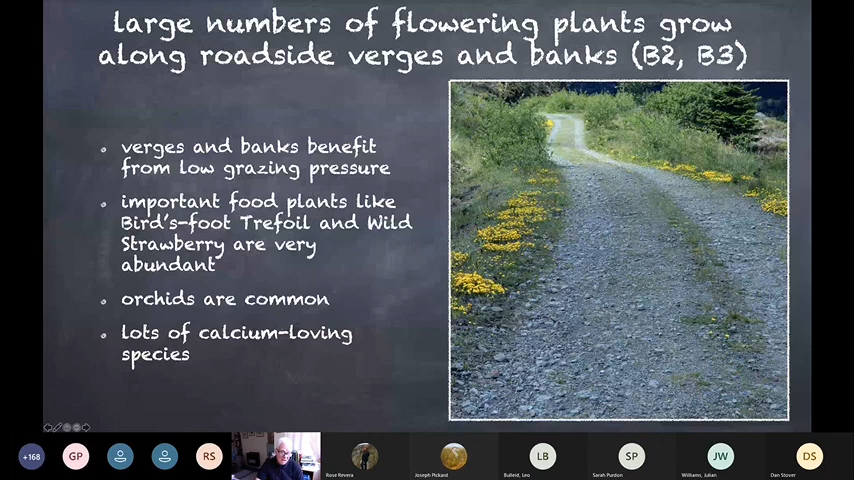 large numbers of flowering plants grow
along roadside verges and banks (B2, B3)
verges and banks benefit
from low grazing pressure
important food plants like
Bird's-foot Trefoil and Wild
Strawberry are very
abundant
orchids are common
lots of calcium-loving
species
+168
GP
RS
LB
SP
JW
DS
Rose Revera
Joseph Pickard
Bulleid, Leo
Sarah Purdon
Williams, Julian
Dan Stover